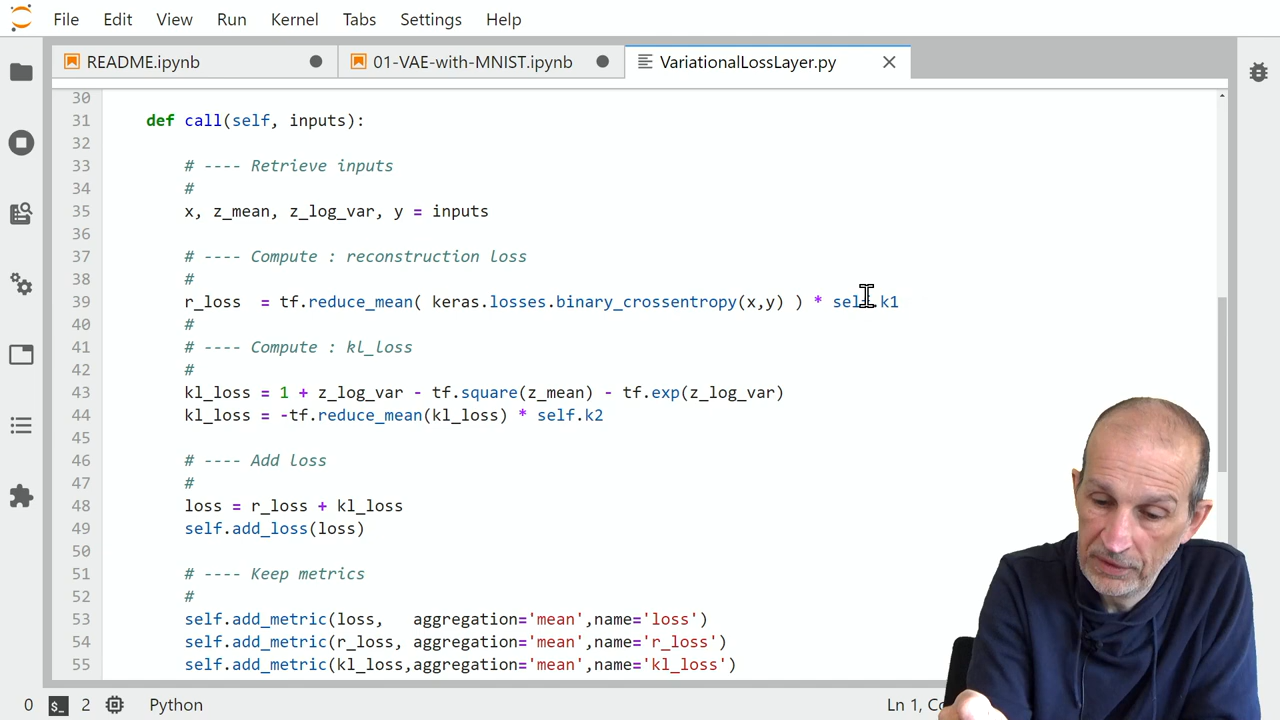 File Edit View Run Kernel Tabs Settings Help
README.ipynb 01-VAE-with-MNIST.ipynb VariationalLossLayer.py
30
31 def call(self, inputs):
32
33 # ---- Retrieve inputs
34 #
35 x, z_mean, z_log_var, y = inputs
36
37 # ---- Compute : reconstruction loss
38 #
39 r_loss  = tf.reduce_mean( keras.losses.binary_crossentropy(x,y) ) * self.k1
40 #
41 # ---- Compute : kl_loss
42 #
43 kl_loss = 1 + z_log_var - tf.square(z_mean) - tf.exp(z_log_var)
44 kl_loss = -tf.reduce_mean(kl_loss) * self.k2
45
46 # ---- Add loss
47 #
48 loss = r_loss + kl_loss
49 self.add_loss(loss)
50
51 # ---- Keep metrics
52 #
53 self.add_metric(loss,   aggregation='mean',name='loss')
54 self.add_metric(r_loss, aggregation='mean',name='r_loss')
55 self.add_metric(kl_loss,aggregation='mean',name='kl_loss')
0 $_ 2 Python Ln 1,